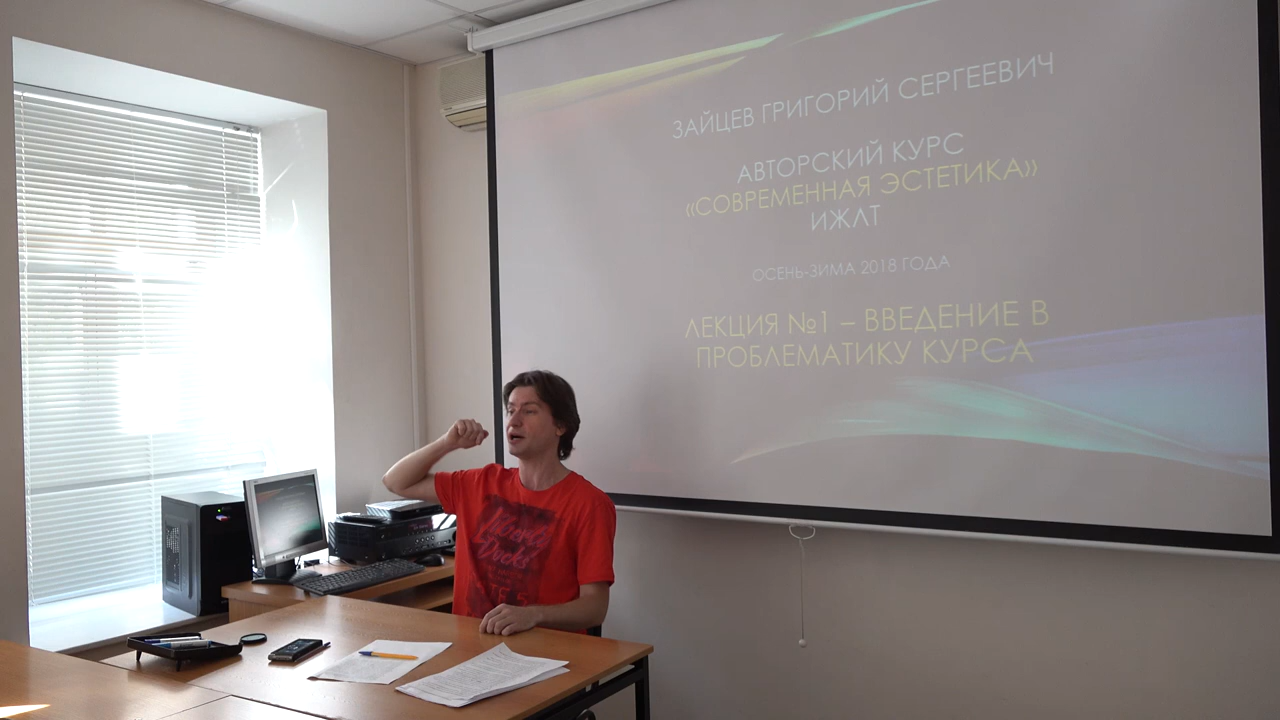 ЗАЙЦЕВ ГРИГОРИЙ СЕРГЕЕВИЧ
АВТОРСКИЙ КУРС
«СОВРЕМЕННАЯ ЭСТЕТИКА»
ИЖЛТ
ОСЕНЬ-ЗИМА 2018 ГОДА
ЛЕКЦИЯ №1 – ВВЕДЕНИЕ В
ПРОБЛЕМАТИКУ КУРСА